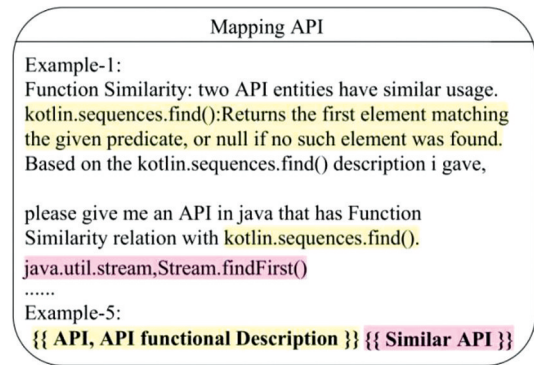 Mapping API
Example-1:
Function Similarity: two API entities have similar usage.
kotlin.sequences.find():Returns the first element matching
the given predicate, or null if no such element was found.
Based on the kotlin.sequences.find() description i gave,
please give me an API in java that has Function
Similarity relation with kotlin.sequences.find().
java.util.stream,Stream.findFirst()
......
Example-5:
{{ API, API functional Description }} {{ Similar API }}